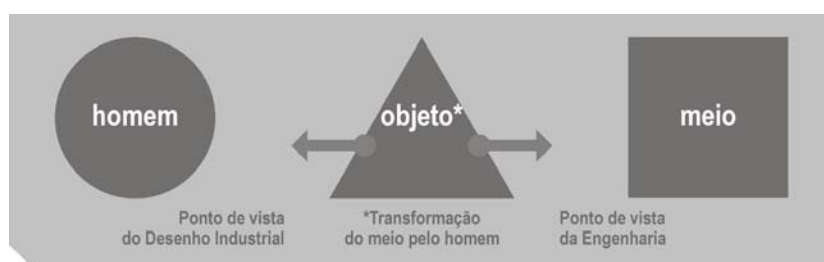 homem
objeto*
meio
Ponto de vista
do Desenho Industrial
*Transformação
do meio pelo homem
Ponto de vista
da Engenharia